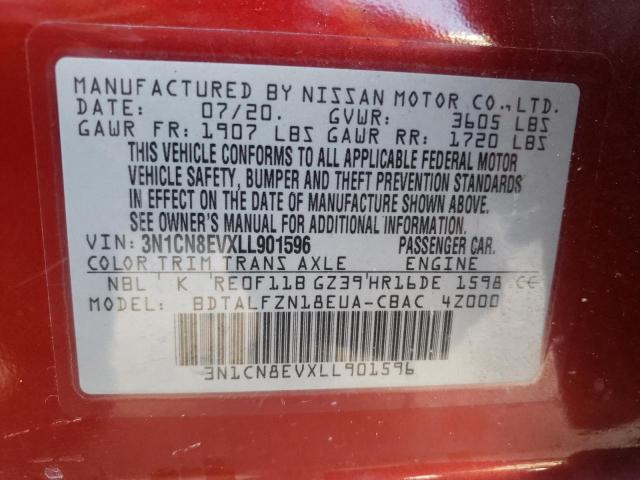 MANUFACTURED BY NISSAN MOTOR CO., LTD.
DATE: 07/20. GVWR: 3605 LBS
GAWR FR: 1907 LBS GAWR RR: 1720 LBS
THIS VEHICLE CONFORMS TO ALL APPLICABLE FEDERAL MOTOR
VEHICLE SAFETY, BUMPER AND THEFT PREVENTION STANDARDS
IN EFFECT ON THE DATE OF MANUFACTURE SHOWN ABOVE.
SEE OWNER'S MANUAL FOR ADDITIONAL INFORMATION.
VIN: 3N1CN8EVXLL901596 PASSENGER CAR.
COLOR TRIM TRANS AXLE ENGINE
NBL K RE0F11B GZ39 HR16DE 1598 CC
MODEL: BDTALFZN18EUA-CBAC 4Z000
3N1CN8EVXLL901596